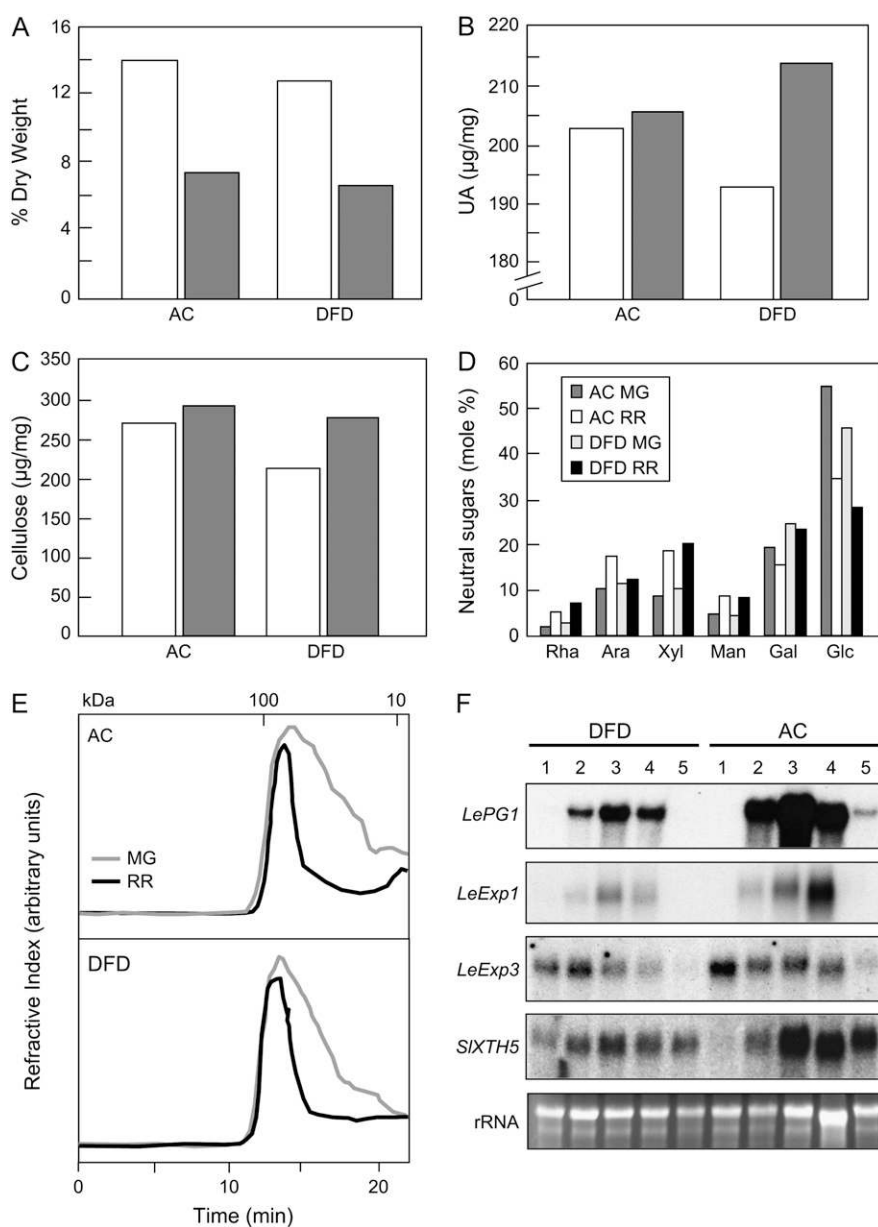 A
16
12
8
4
0
% Dry Weight
AC DFD
B
220
210
200
190
180
0
UA (µg/mg)
AC DFD
C
350
300
250
200
150
100
50
0
Cellulose (µg/mg)
AC DFD
D
60
50
40
30
20
10
0
Neutral sugars (mole %)
AC MG
AC RR
DFD MG
DFD RR
Rha Ara Xyl Man Gal Glc
E
kDa 100 10
AC
MG
RR
DFD
Refractive Index (arbitrary units)
0 10 20
Time (min)
F
DFD AC
1 2 3 4 5 1 2 3 4 5
LePG1
LeExp1
LeExp3
SlXTH5
rRNA